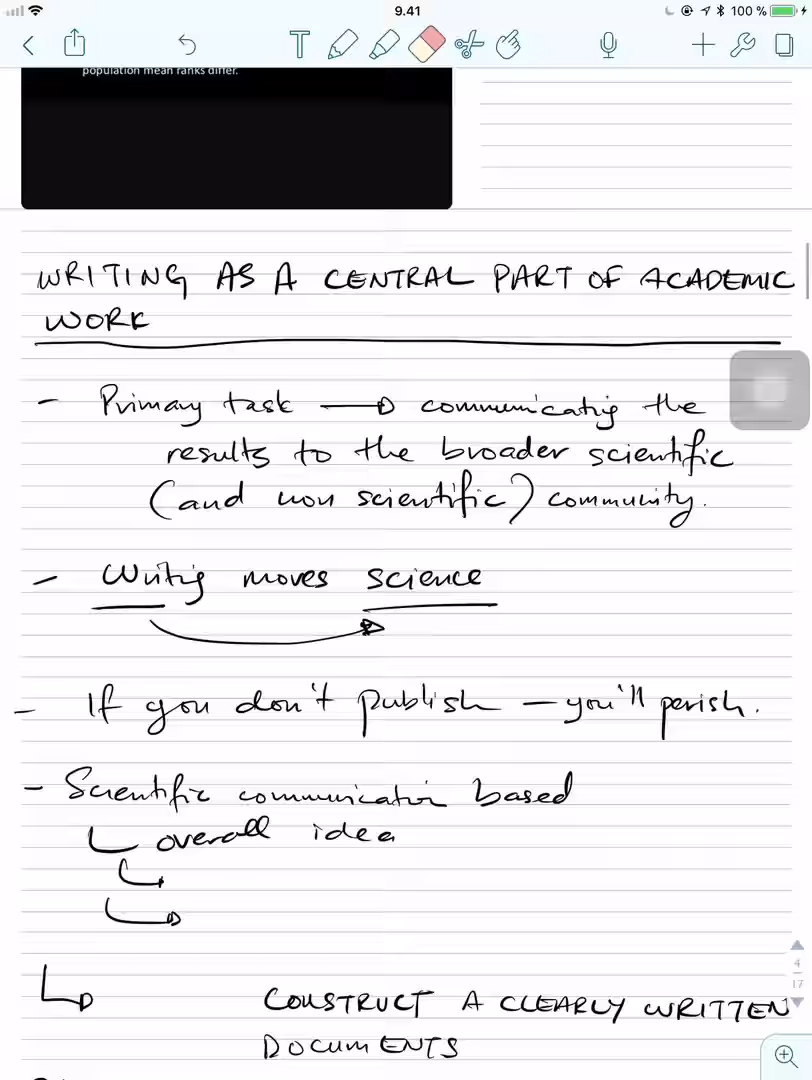 9.41
100 %
population mean ranks differ.
WRITING AS A CENTRAL PART OF ACADEMIC
WORK
- Primary task → communicating the
results to the broader scientific
(and non scientific) community.
- Writing moves science
- If you don't publish – you'll perish.
- Scientific communication based
overall idea
4
17
CONSTRUCT A CLEARLY WRITTEN
DOCUMENTS